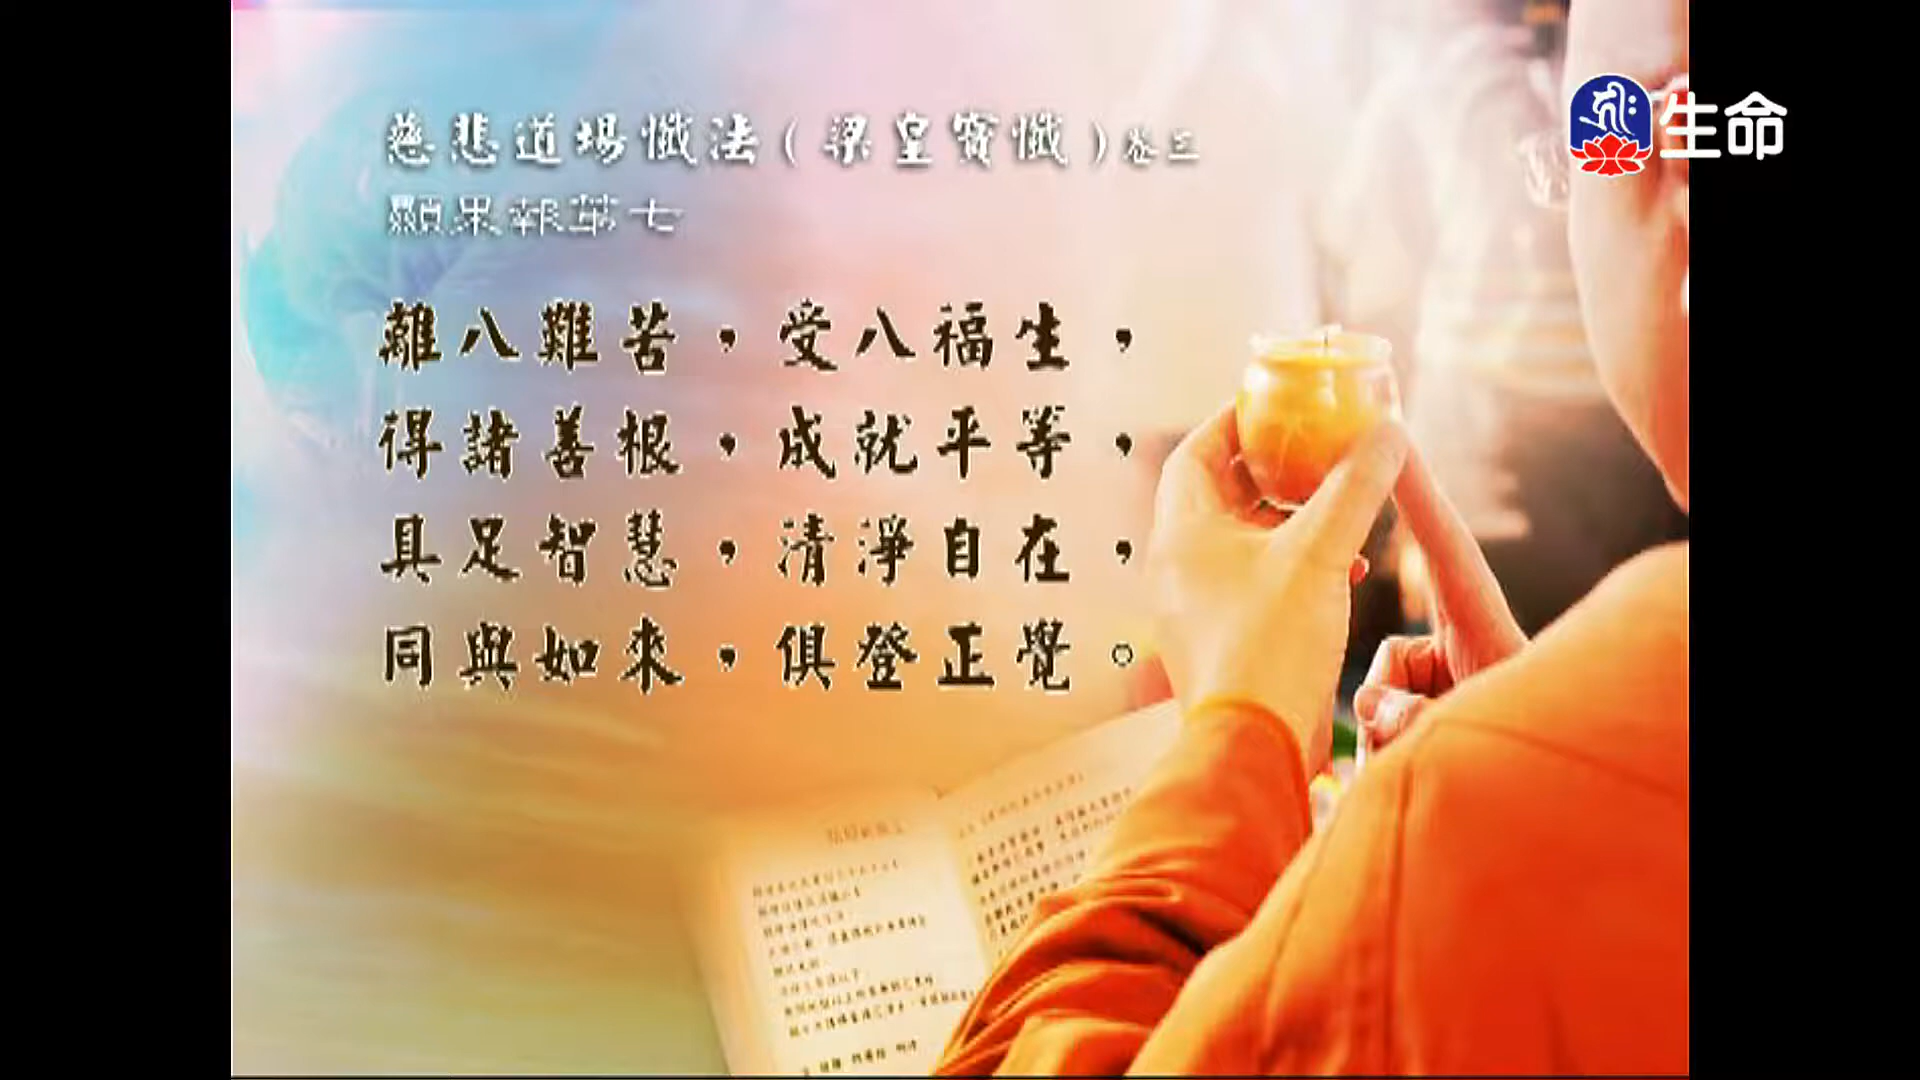 慈悲道場懺法(梁皇寶懺)卷三
顯果報第七
離八難苦，受八福生，
得諸善根，成就平等，
具足智慧，清淨自在，
同與如來，俱登正覺。
生命